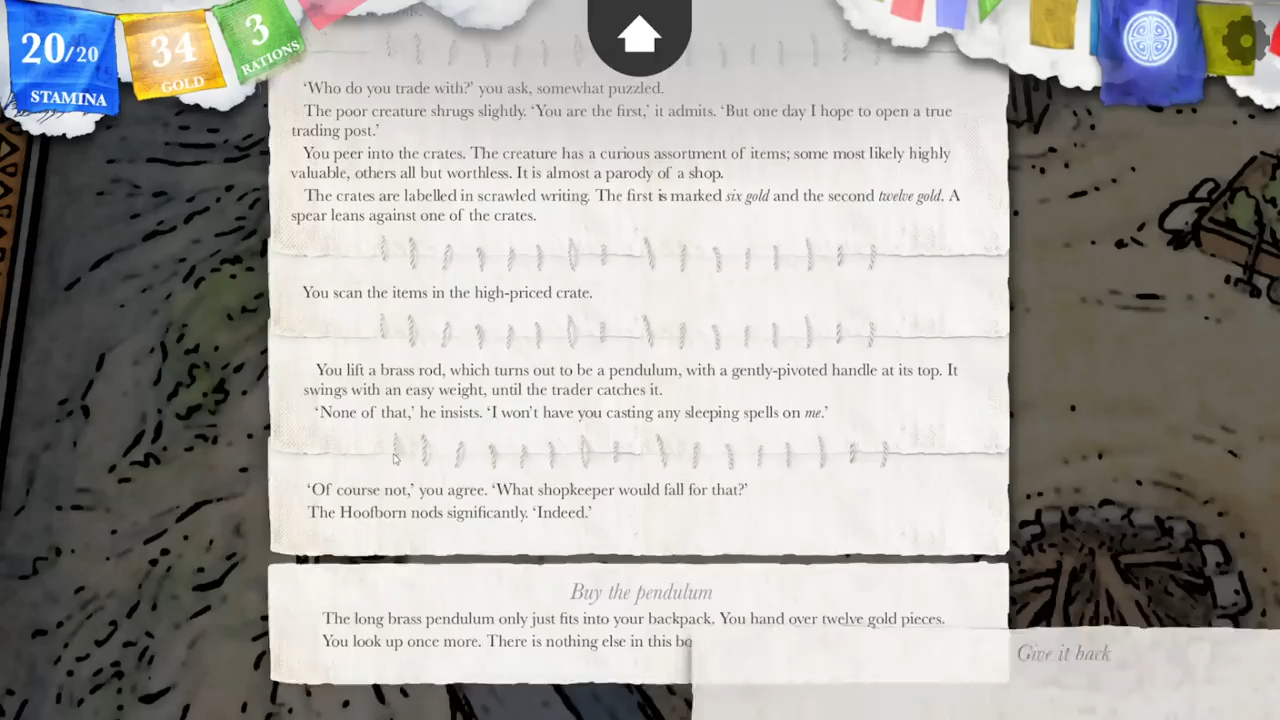 20/20
STAMINA
34
GOLD
3
RATIONS
‘Who do you trade with?’ you ask, somewhat puzzled.
The poor creature shrugs slightly. ‘You are the first,’ it admits. ‘But one day I hope to open a true
trading post.’
You peer into the crates. The creature has a curious assortment of items; some most likely highly
valuable, others all but worthless. It is almost a parody of a shop.
The crates are labelled in scrawled writing. The first is marked six gold and the second twelve gold. A
spear leans against one of the crates.
You scan the items in the high-priced crate.
You lift a brass rod, which turns out to be a pendulum, with a gently-pivoted handle at its top. It
swings with an easy weight, until the trader catches it.
‘None of that,’ he insists. ‘I won’t have you casting any sleeping spells on me.’
‘Of course not,’ you agree. ‘What shopkeeper would fall for that?’
The Hoofborn nods significantly. ‘Indeed.’
Buy the pendulum
The long brass pendulum only just fits into your backpack. You hand over twelve gold pieces.
You look up once more. There is nothing else in this bo
Give it back